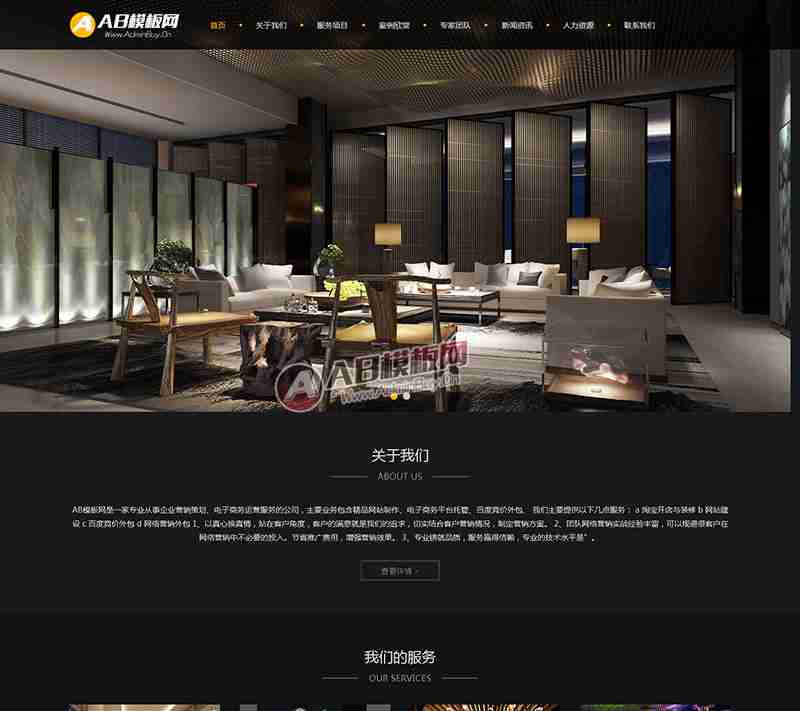 AB模板网
Www.AdminBuy.Cn
首页 关于我们 服务项目 案例欣赏 专家团队 新闻资讯 人力资源 联系我们
AB模板网
Www.AdminBuy.Cn
关于我们
ABOUT US
AB模板网是一家专业从事企业营销策划、电子商务运营服务的公司，主要业务包含精品网站制作、电子商务平台托管、百度竞价外包. 我们主要提供以下几点服务： a 淘宝开店与装修 b 网站建
设 c 百度竞价外包 d 网络营销外包 1、以真心换真情，站在客户角度，客户的满意就是我们的追求，切实结合客户营销情况，制定营销方案。 2、团队网络营销实战经验丰富，可以规避很客户在
网络营销中不必要的投入。节省推广费用，增强营销效果。 3、专业铸就品质，服务赢得信赖，专业的技术水平是”。
查看详情 >
我们的服务
OUR SERVICES